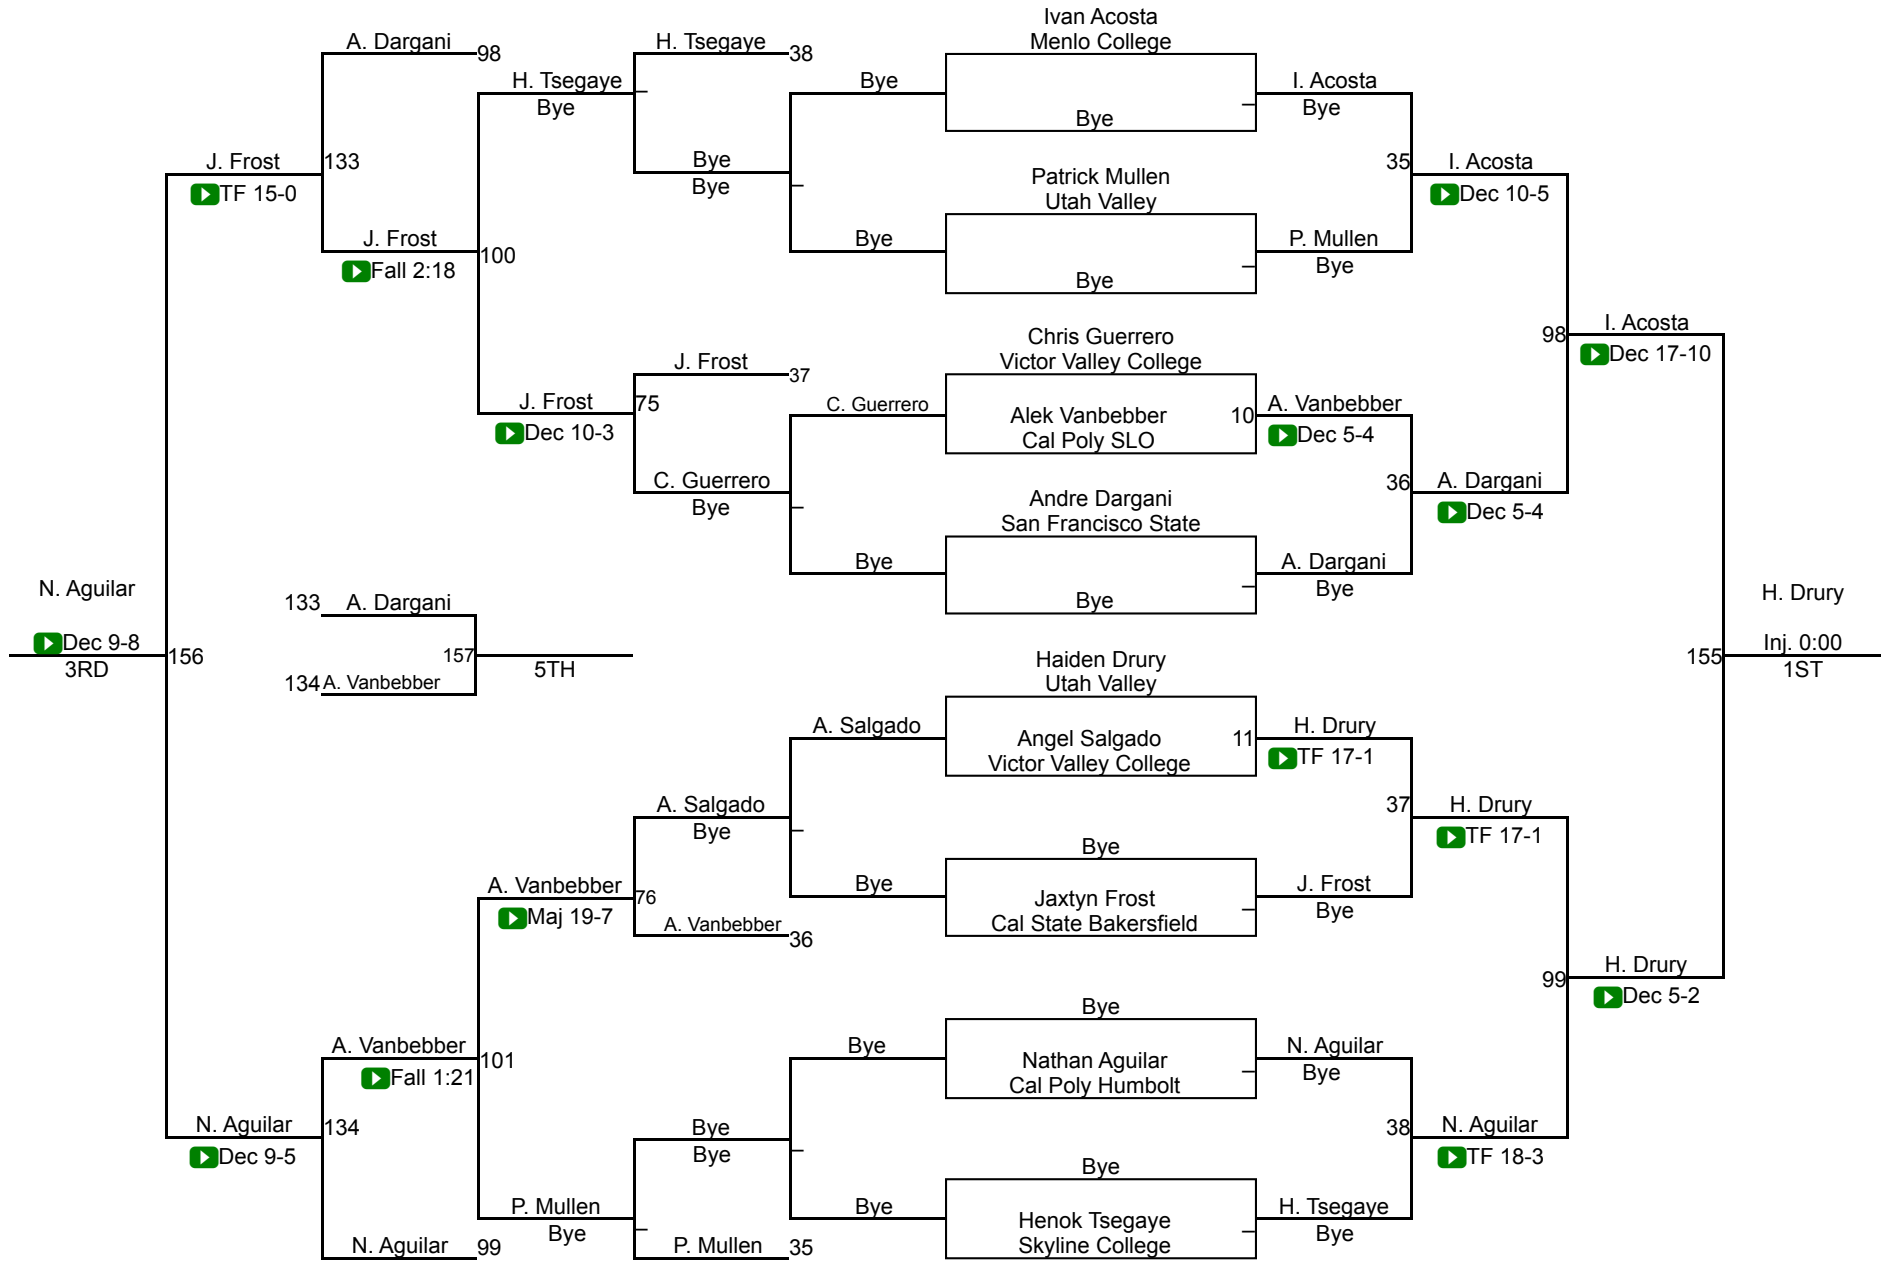 Ivan Acosta
A. Dargani
98
H. Tsegaye
38
Menlo College
H. Tsegaye
Bye
Bye
I. Acosta
Bye
Bye
Bye
J. Frost
TF 15-0
133
Bye
Bye
Patrick Mullen
Utah Valley
35
I. Acosta
Dec 10-5
J. Frost
Fall 2:18
100
Bye
Bye
P. Mullen
Bye
Chris Guerrero
Victor Valley College
98
I. Acosta
Dec 17-10
J. Frost
37
J. Frost
Dec 10-3
75
C. Guerrero
Alek Vanbebber
Cal Poly SLO
10
A. Vanbebber
Dec 5-4
C. Guerrero
Bye
Andre Dargani
San Francisco State
36
A. Dargani
Dec 5-4
Bye
Bye
A. Dargani
Bye
N. Aguilar
Dec 9-8
3RD
156
133
A. Dargani
134
A. Vanbebber
157
5TH
H. Drury
Inj. 0:00
1ST
155
Haiden Drury
Utah Valley
A. Salgado
Angel Salgado
Victor Valley College
11
H. Drury
TF 17-1
A. Salgado
Bye
37
H. Drury
TF 17-1
Bye
Bye
Jaxtyn Frost
Cal State Bakersfield
J. Frost
Bye
A. Vanbebber
Maj 19-7
76
A. Vanbebber
36
99
H. Drury
Dec 5-2
Bye
A. Vanbebber
Fall 1:21
101
Bye
Nathan Aguilar
Cal Poly Humbolt
N. Aguilar
Bye
N. Aguilar
Dec 9-5
134
Bye
Bye
38
N. Aguilar
TF 18-3
Bye
P. Mullen
Bye
Bye
Henok Tsegaye
Skyline College
H. Tsegaye
Bye
N. Aguilar
99
P. Mullen
35